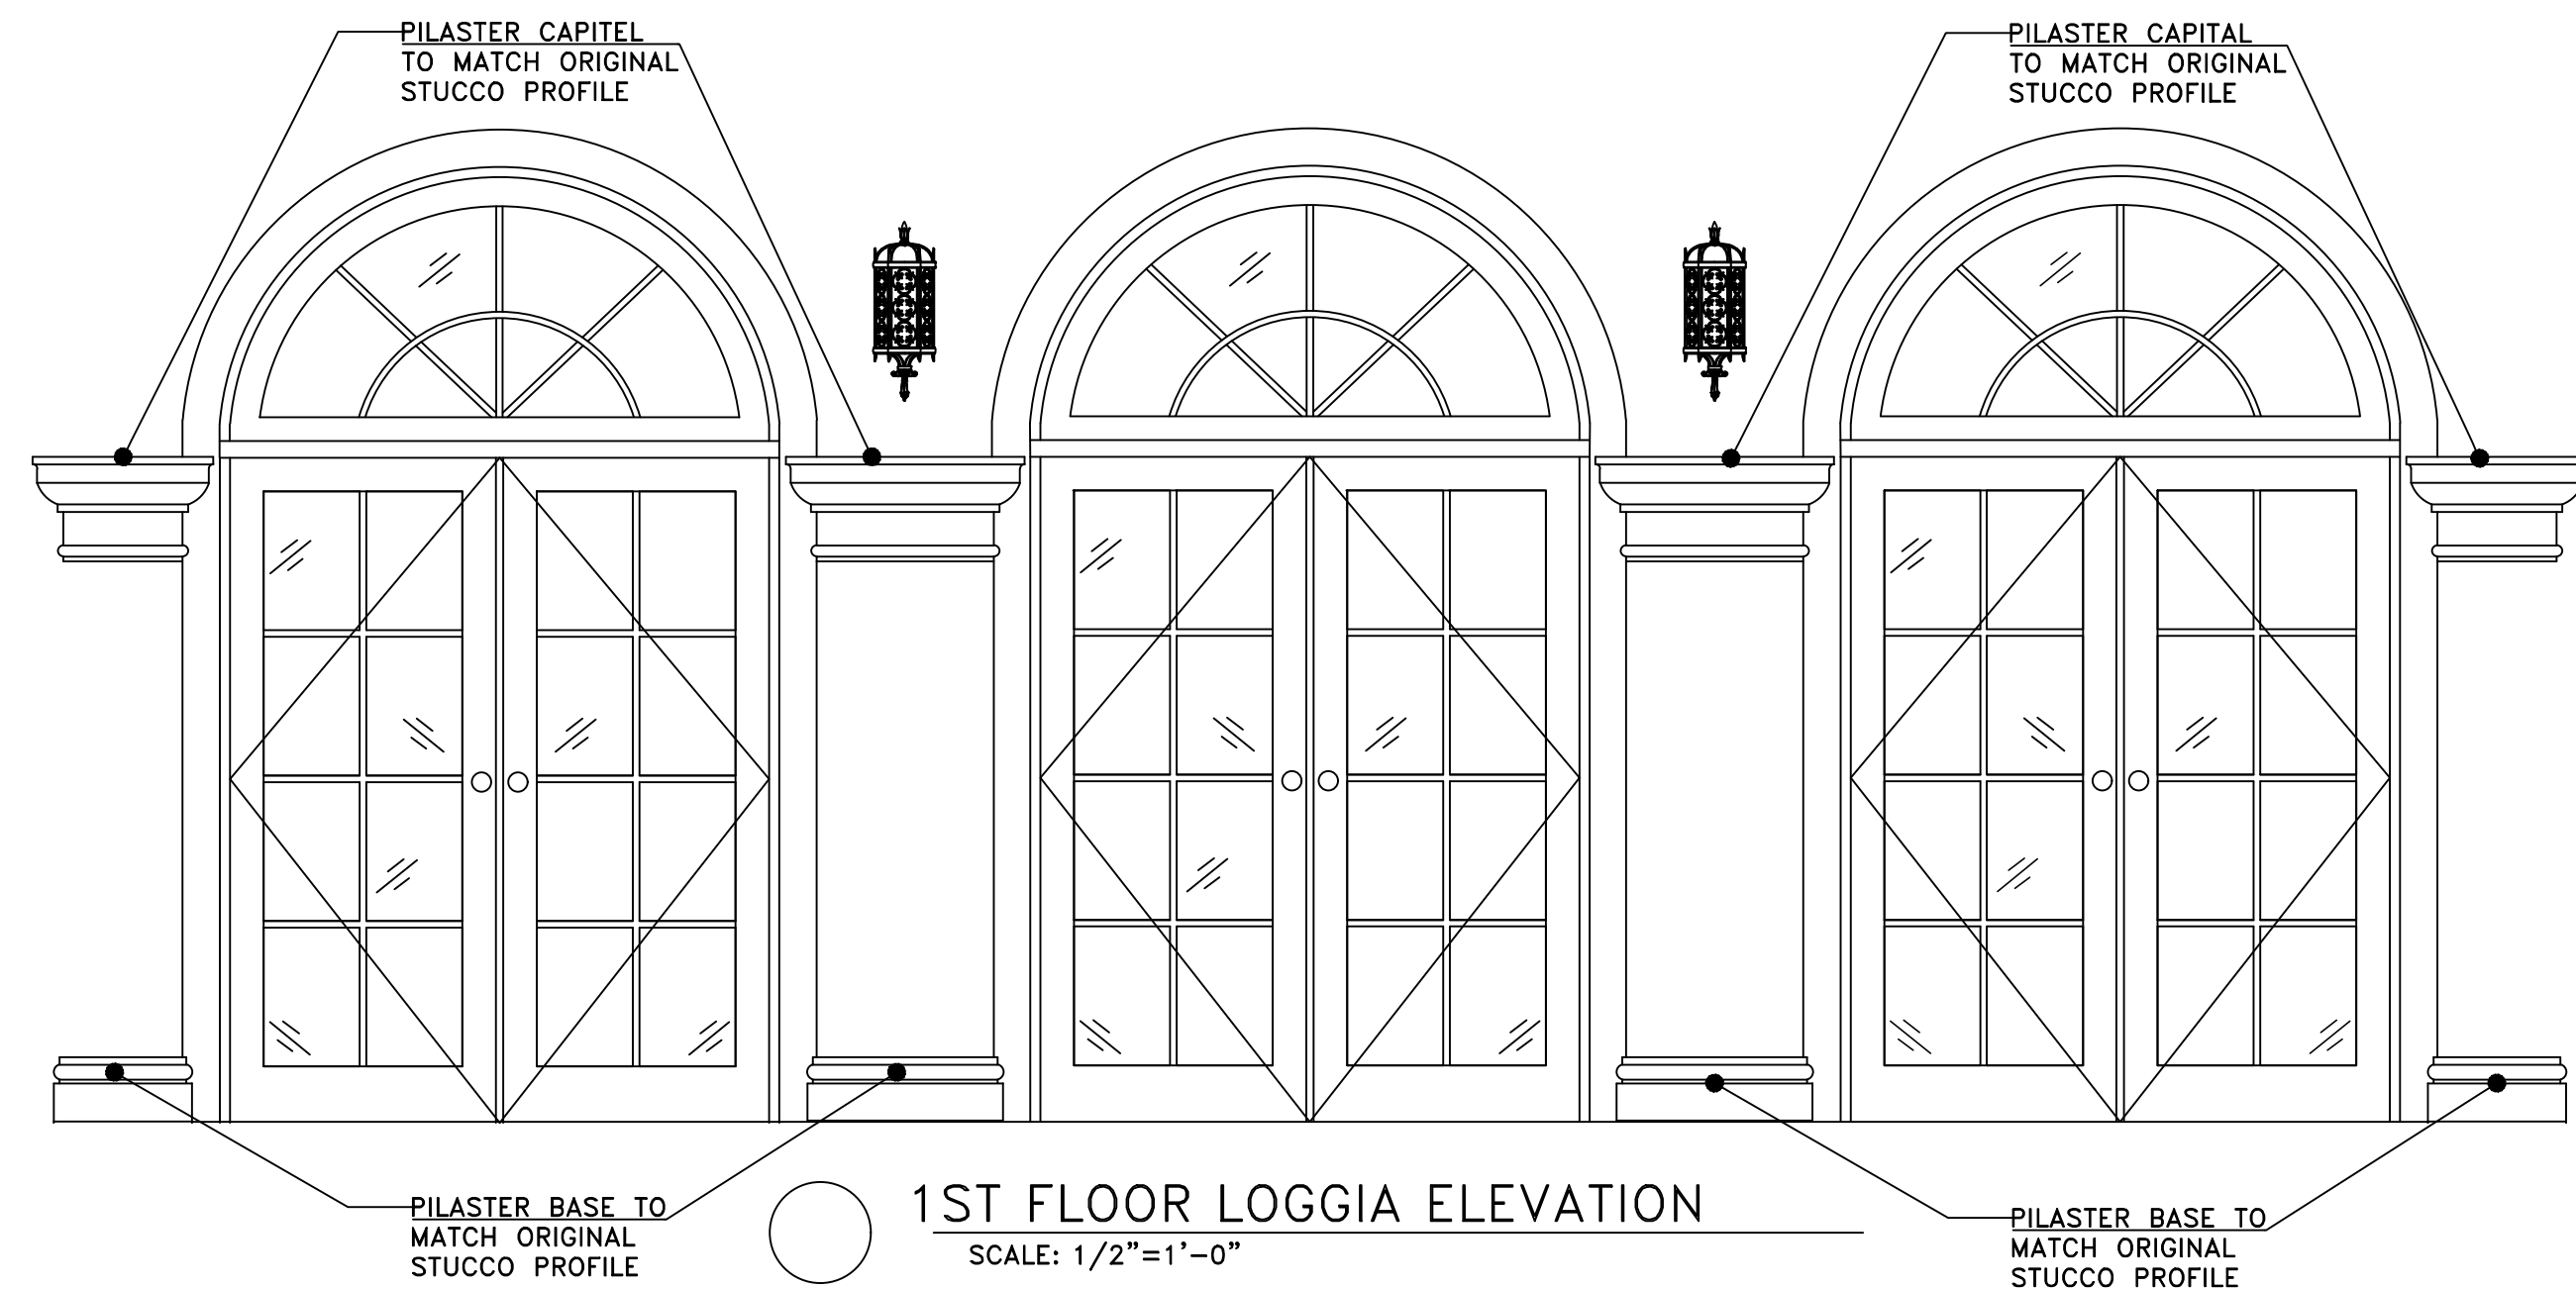 PILASTER CAPITEL
TO MATCH ORIGINAL
STUCCO PROFILE
PILASTER CAPITAL
TO MATCH ORIGINAL
STUCCO PROFILE
PILASTER BASE TO
MATCH ORIGINAL
STUCCO PROFILE
1ST FLOOR LOGGIA ELEVATION
SCALE: 1/2”=1’-0”
PILASTER BASE TO
MATCH ORIGINAL
STUCCO PROFILE